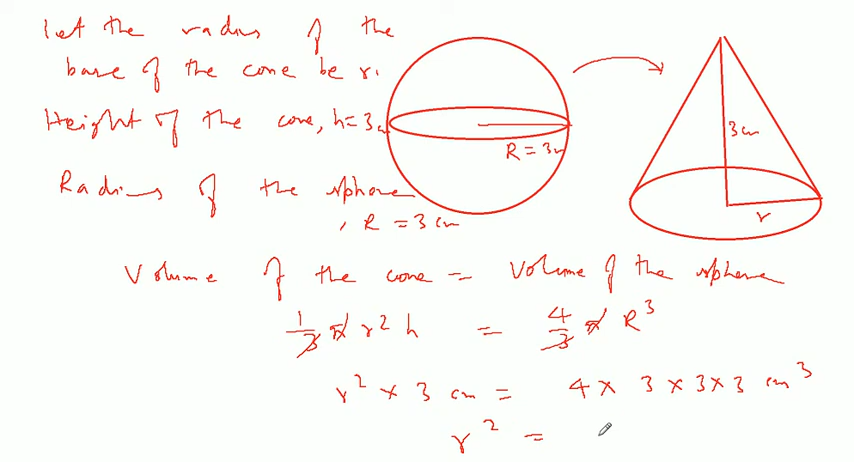 Let the radius of the
base of the cone be r.
Height of the cone, h = 3 cm
R = 3cm
3cm
r
Radius of the sphere
, R = 3 cm
Volume of the cone = Volume of the sphere
1/3 π r² h = 4/3 π R³
r² × 3 cm = 4 × 3 × 3 × 3 cm³
r² =